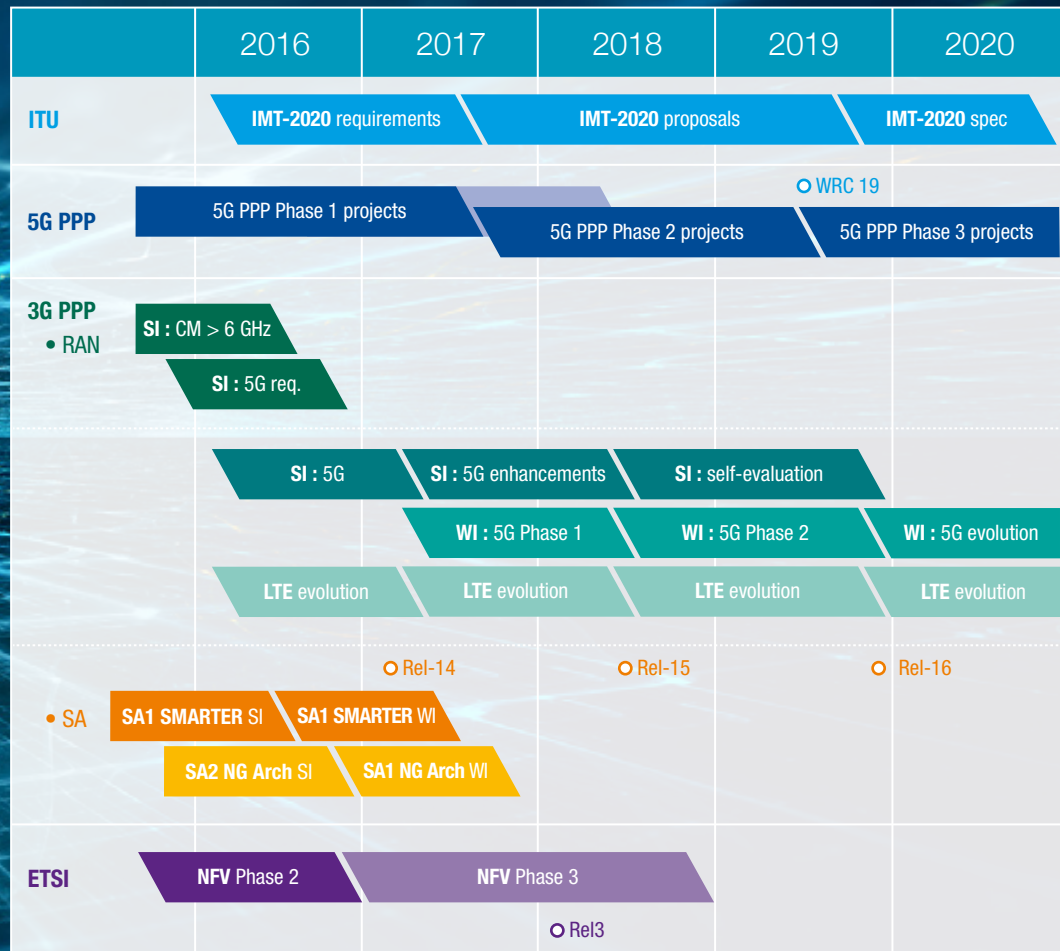 2016 2017 2018 2019 2020
ITU
IMT-2020 requirements
IMT-2020 proposals
IMT-2020 spec
5G PPP
WRC 19
5G PPP Phase 1 projects
5G PPP Phase 2 projects
5G PPP Phase 3 projects
3G PPP
• RAN
SI : CM > 6 GHz
SI : 5G req.
SI : 5G
SI : 5G enhancements
SI : self-evaluation
WI : 5G Phase 1
WI : 5G Phase 2
WI : 5G evolution
LTE evolution
LTE evolution
LTE evolution
LTE evolution
Rel-14
Rel-15
Rel-16
• SA
SA1 SMARTER SI
SA1 SMARTER WI
SA2 NG Arch SI
SA1 NG Arch WI
ETSI
NFV Phase 2
NFV Phase 3
Rel3